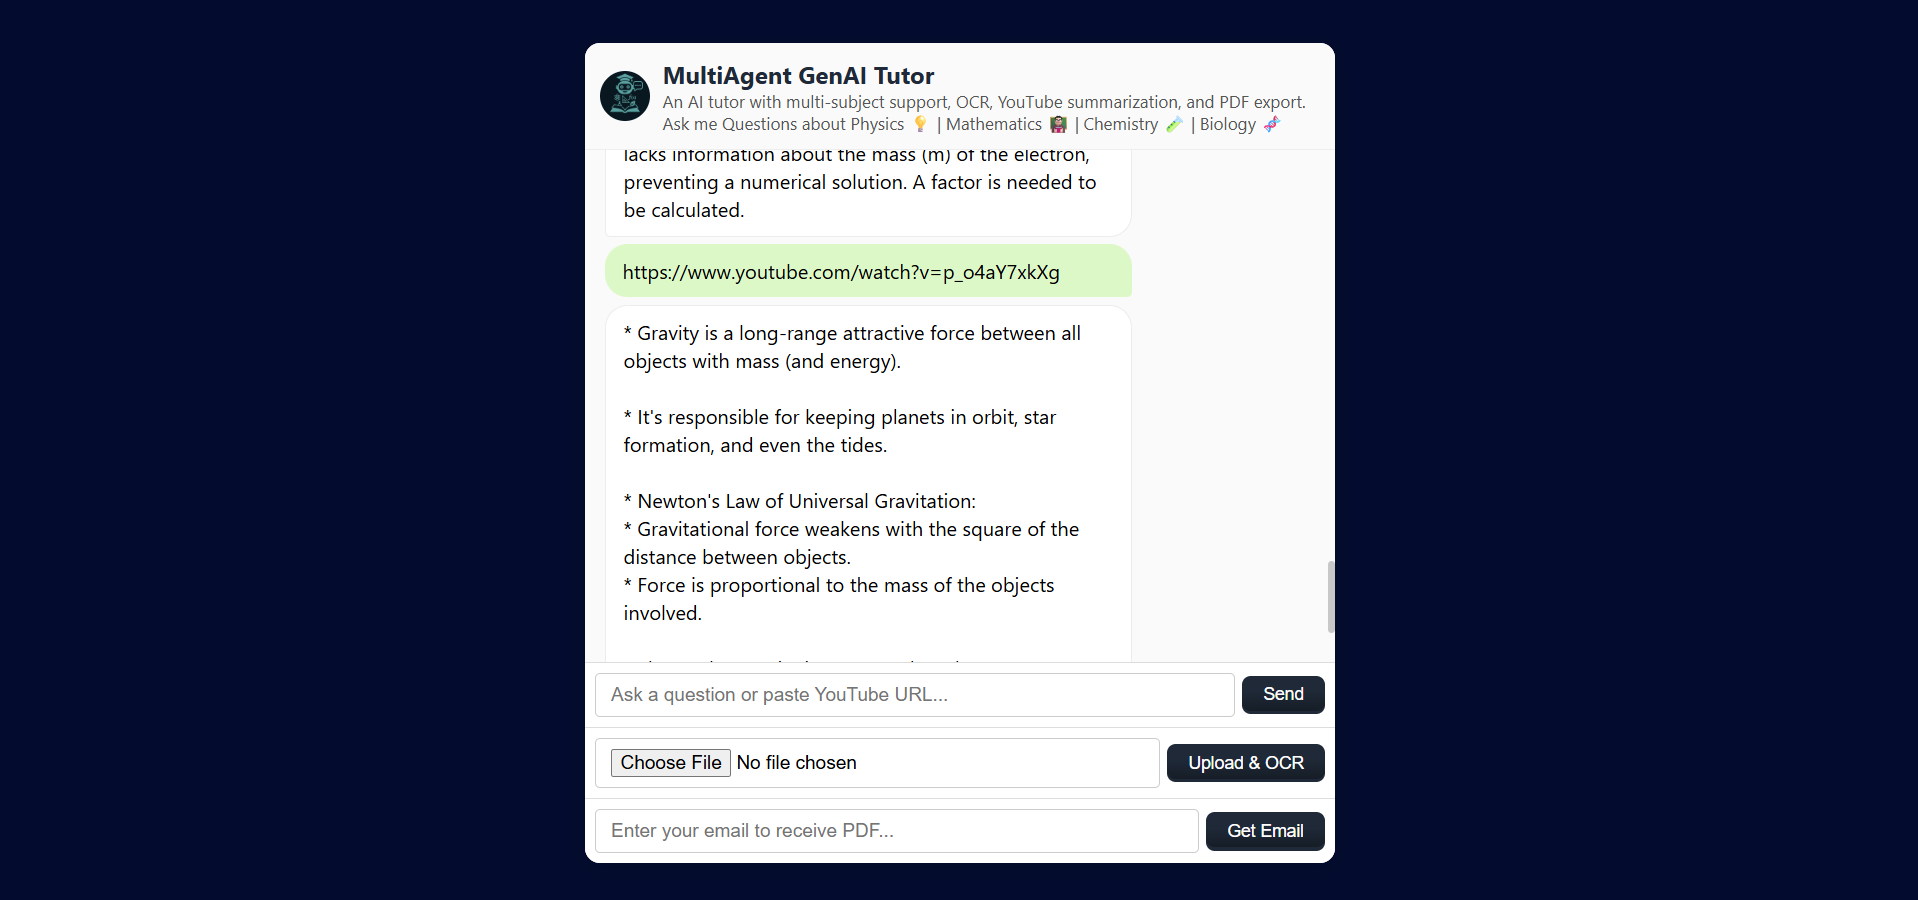 MultiAgent GenAI Tutor
An AI tutor with multi-subject support, OCR, YouTube summarization, and PDF export.
Ask me Questions about Physics 💡 | Mathematics 👩‍🏫 | Chemistry 🧪 | Biology 🧬
lacks information about the mass (m) of the electron,
preventing a numerical solution. A factor is needed to
be calculated.
https://www.youtube.com/watch?v=p_o4aY7xkXg
* Gravity is a long-range attractive force between all
objects with mass (and energy).
* It's responsible for keeping planets in orbit, star
formation, and even the tides.
* Newton's Law of Universal Gravitation:
* Gravitational force weakens with the square of the
distance between objects.
* Force is proportional to the mass of the objects
involved.
Ask a question or paste YouTube URL...
Send
Choose File No file chosen
Upload & OCR
Enter your email to receive PDF...
Get Email